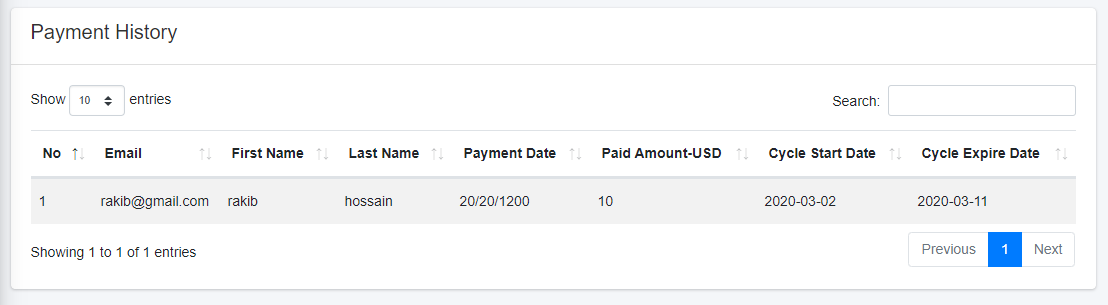 Payment History
Show 10 entries Search:
No Email First Name Last Name Payment Date Paid Amount-USD Cycle Start Date Cycle Expire Date
1 rakib@gmail.com rakib hossain 20/20/1200 10 2020-03-02 2020-03-11
Showing 1 to 1 of 1 entries Previous 1 Next